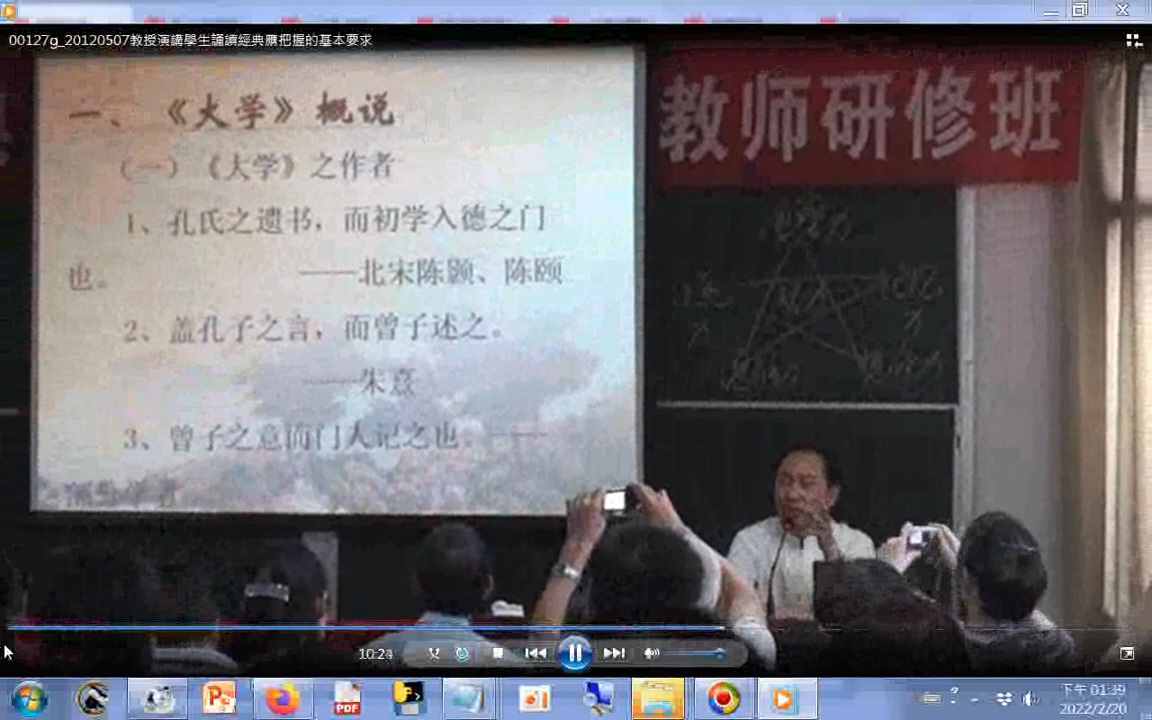 00127g_20120507教授演講學生誦讀經典應把握的基本要求
一、《大学》概说
（一）《大学》之作者
1、孔氏之遗书，而初学入德之门
也。 ——北宋陈颢、陈颐
2、盖孔子之言，而曾子述之。
——朱熹
3、曾子之意而门人记之也。——
教师研修班
10:24
下午 01:39
2022/2/20